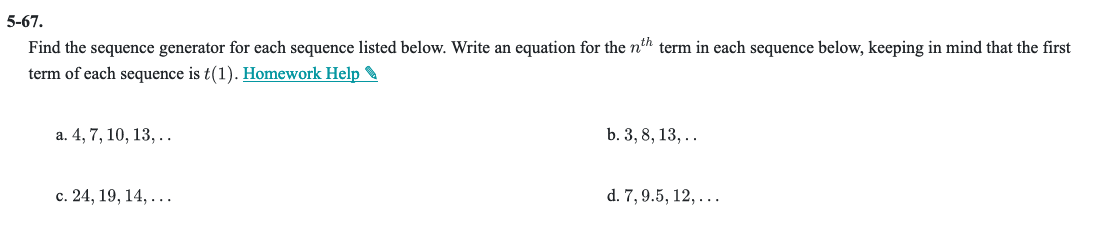 5-67.
Find the sequence generator for each sequence listed below. Write an equation for the nth term in each sequence below, keeping in mind that the first
term of each sequence is t(1). Homework Help ✎
a. 4, 7, 10, 13, . .
b. 3, 8, 13, . .
c. 24, 19, 14, . . .
d. 7, 9.5, 12, . . .